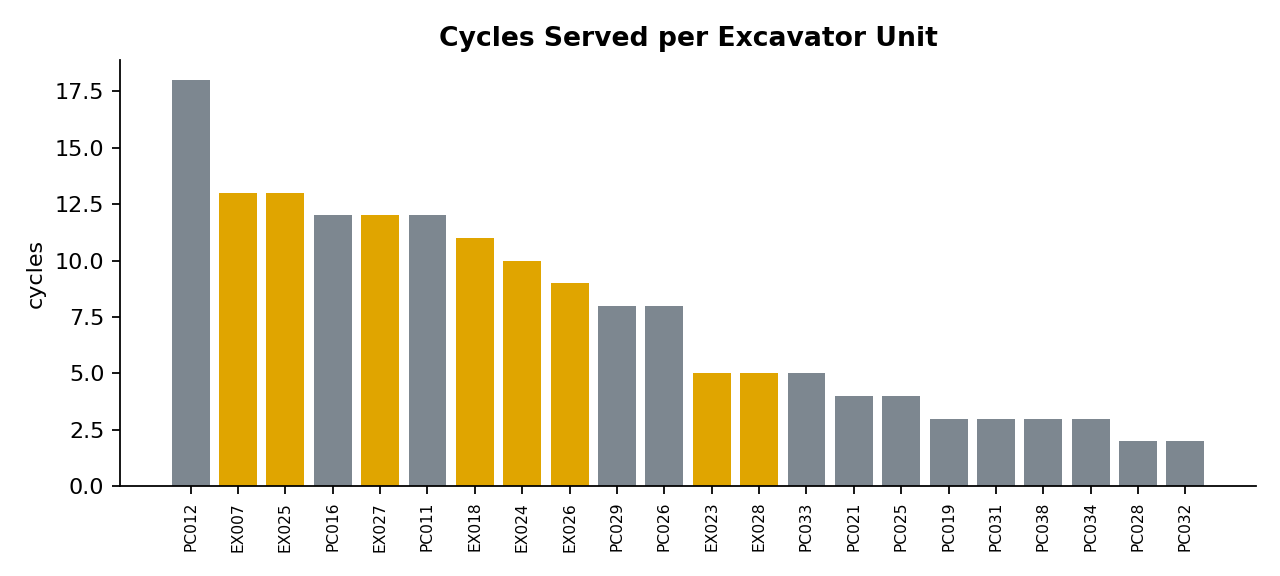 Cycles Served per Excavator Unit
cycles
17.5
15.0
12.5
10.0
7.5
5.0
2.5
0.0
PC012
EX007
EX025
PC016
EX027
PC011
EX018
EX024
EX026
PC029
PC026
EX023
EX028
PC033
PC021
PC025
PC019
PC031
PC038
PC034
PC028
PC032